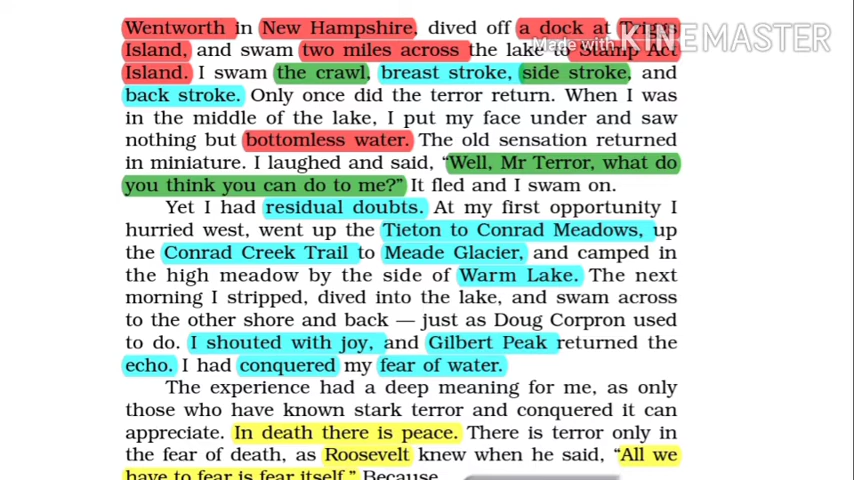 Wentworth in New Hampshire, dived off a dock at Triggs
Island, and swam two miles across the lake to Stamp Act
Made with KINEMASTER
Island. I swam the crawl, breast stroke, side stroke, and
back stroke. Only once did the terror return. When I was
in the middle of the lake, I put my face under and saw
nothing but bottomless water. The old sensation returned
in miniature. I laughed and said, “Well, Mr Terror, what do
you think you can do to me?” It fled and I swam on.
Yet I had residual doubts. At my first opportunity I
hurried west, went up the Tieton to Conrad Meadows, up
the Conrad Creek Trail to Meade Glacier, and camped in
the high meadow by the side of Warm Lake. The next
morning I stripped, dived into the lake, and swam across
to the other shore and back — just as Doug Corpron used
to do. I shouted with joy, and Gilbert Peak returned the
echo. I had conquered my fear of water.
The experience had a deep meaning for me, as only
those who have known stark terror and conquered it can
appreciate. In death there is peace. There is terror only in
the fear of death, as Roosevelt knew when he said, “All we
have to fear is fear itself.” Because